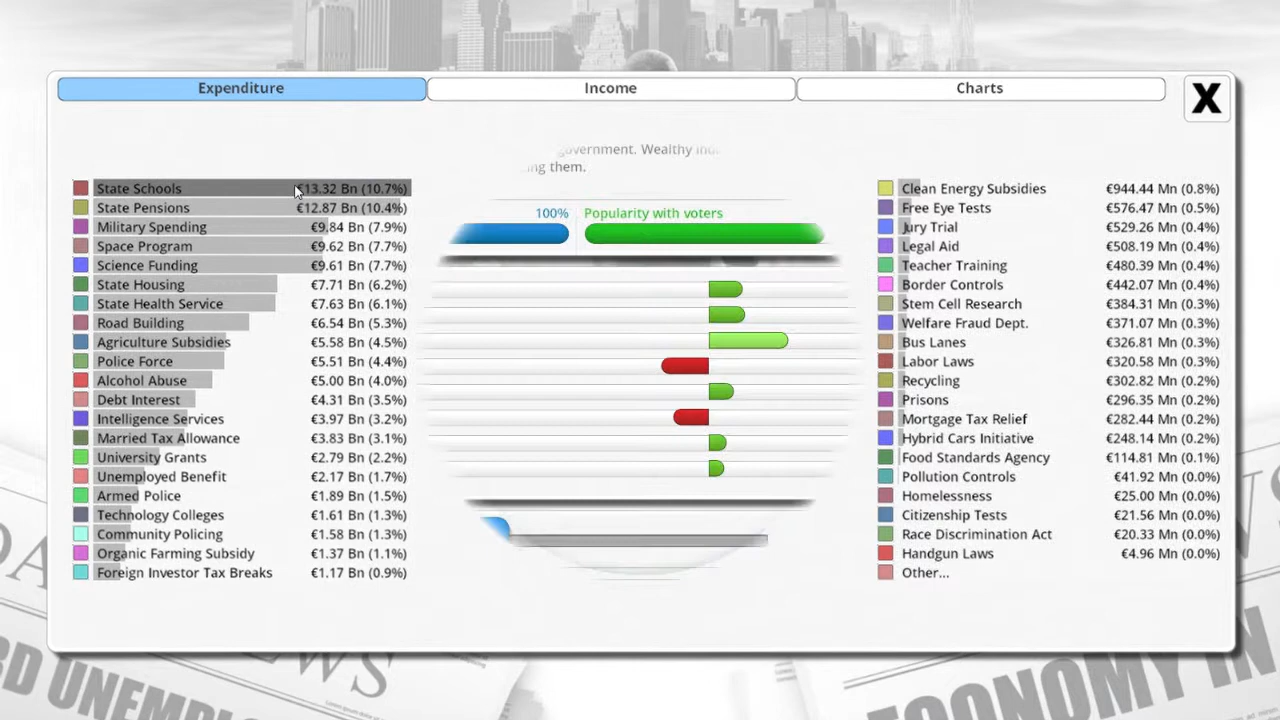 Expenditure
Income
Charts
X
government. Wealthy
them.
State Schools €13.32 Bn (10.7%)
State Pensions €12.87 Bn (10.4%)
Military Spending €9.84 Bn (7.9%)
Space Program €9.62 Bn (7.7%)
Science Funding €9.61 Bn (7.7%)
State Housing €7.71 Bn (6.2%)
State Health Service €7.63 Bn (6.1%)
Road Building €6.54 Bn (5.3%)
Agriculture Subsidies €5.58 Bn (4.5%)
Police Force €5.51 Bn (4.4%)
Alcohol Abuse €5.00 Bn (4.0%)
Debt Interest €4.31 Bn (3.5%)
Intelligence Services €3.97 Bn (3.2%)
Married Tax Allowance €3.83 Bn (3.1%)
University Grants €2.79 Bn (2.2%)
Unemployed Benefit €2.17 Bn (1.7%)
Armed Police €1.89 Bn (1.5%)
Technology Colleges €1.61 Bn (1.3%)
Community Policing €1.58 Bn (1.3%)
Organic Farming Subsidy €1.37 Bn (1.1%)
Foreign Investor Tax Breaks €1.17 Bn (0.9%)
100% Popularity with voters
Clean Energy Subsidies €944.44 Mn (0.8%)
Free Eye Tests €576.47 Mn (0.5%)
Jury Trial €529.26 Mn (0.4%)
Legal Aid €508.19 Mn (0.4%)
Teacher Training €480.39 Mn (0.4%)
Border Controls €442.07 Mn (0.4%)
Stem Cell Research €384.31 Mn (0.3%)
Welfare Fraud Dept. €371.07 Mn (0.3%)
Bus Lanes €326.81 Mn (0.3%)
Labor Laws €320.58 Mn (0.3%)
Recycling €302.82 Mn (0.2%)
Prisons €296.35 Mn (0.2%)
Mortgage Tax Relief €282.44 Mn (0.2%)
Hybrid Cars Initiative €248.14 Mn (0.2%)
Food Standards Agency €114.81 Mn (0.1%)
Pollution Controls €41.92 Mn (0.0%)
Homelessness €25.00 Mn (0.0%)
Citizenship Tests €21.56 Mn (0.0%)
Race Discrimination Act €20.33 Mn (0.0%)
Handgun Laws €4.96 Mn (0.0%)
Other...
ECONOMY IN